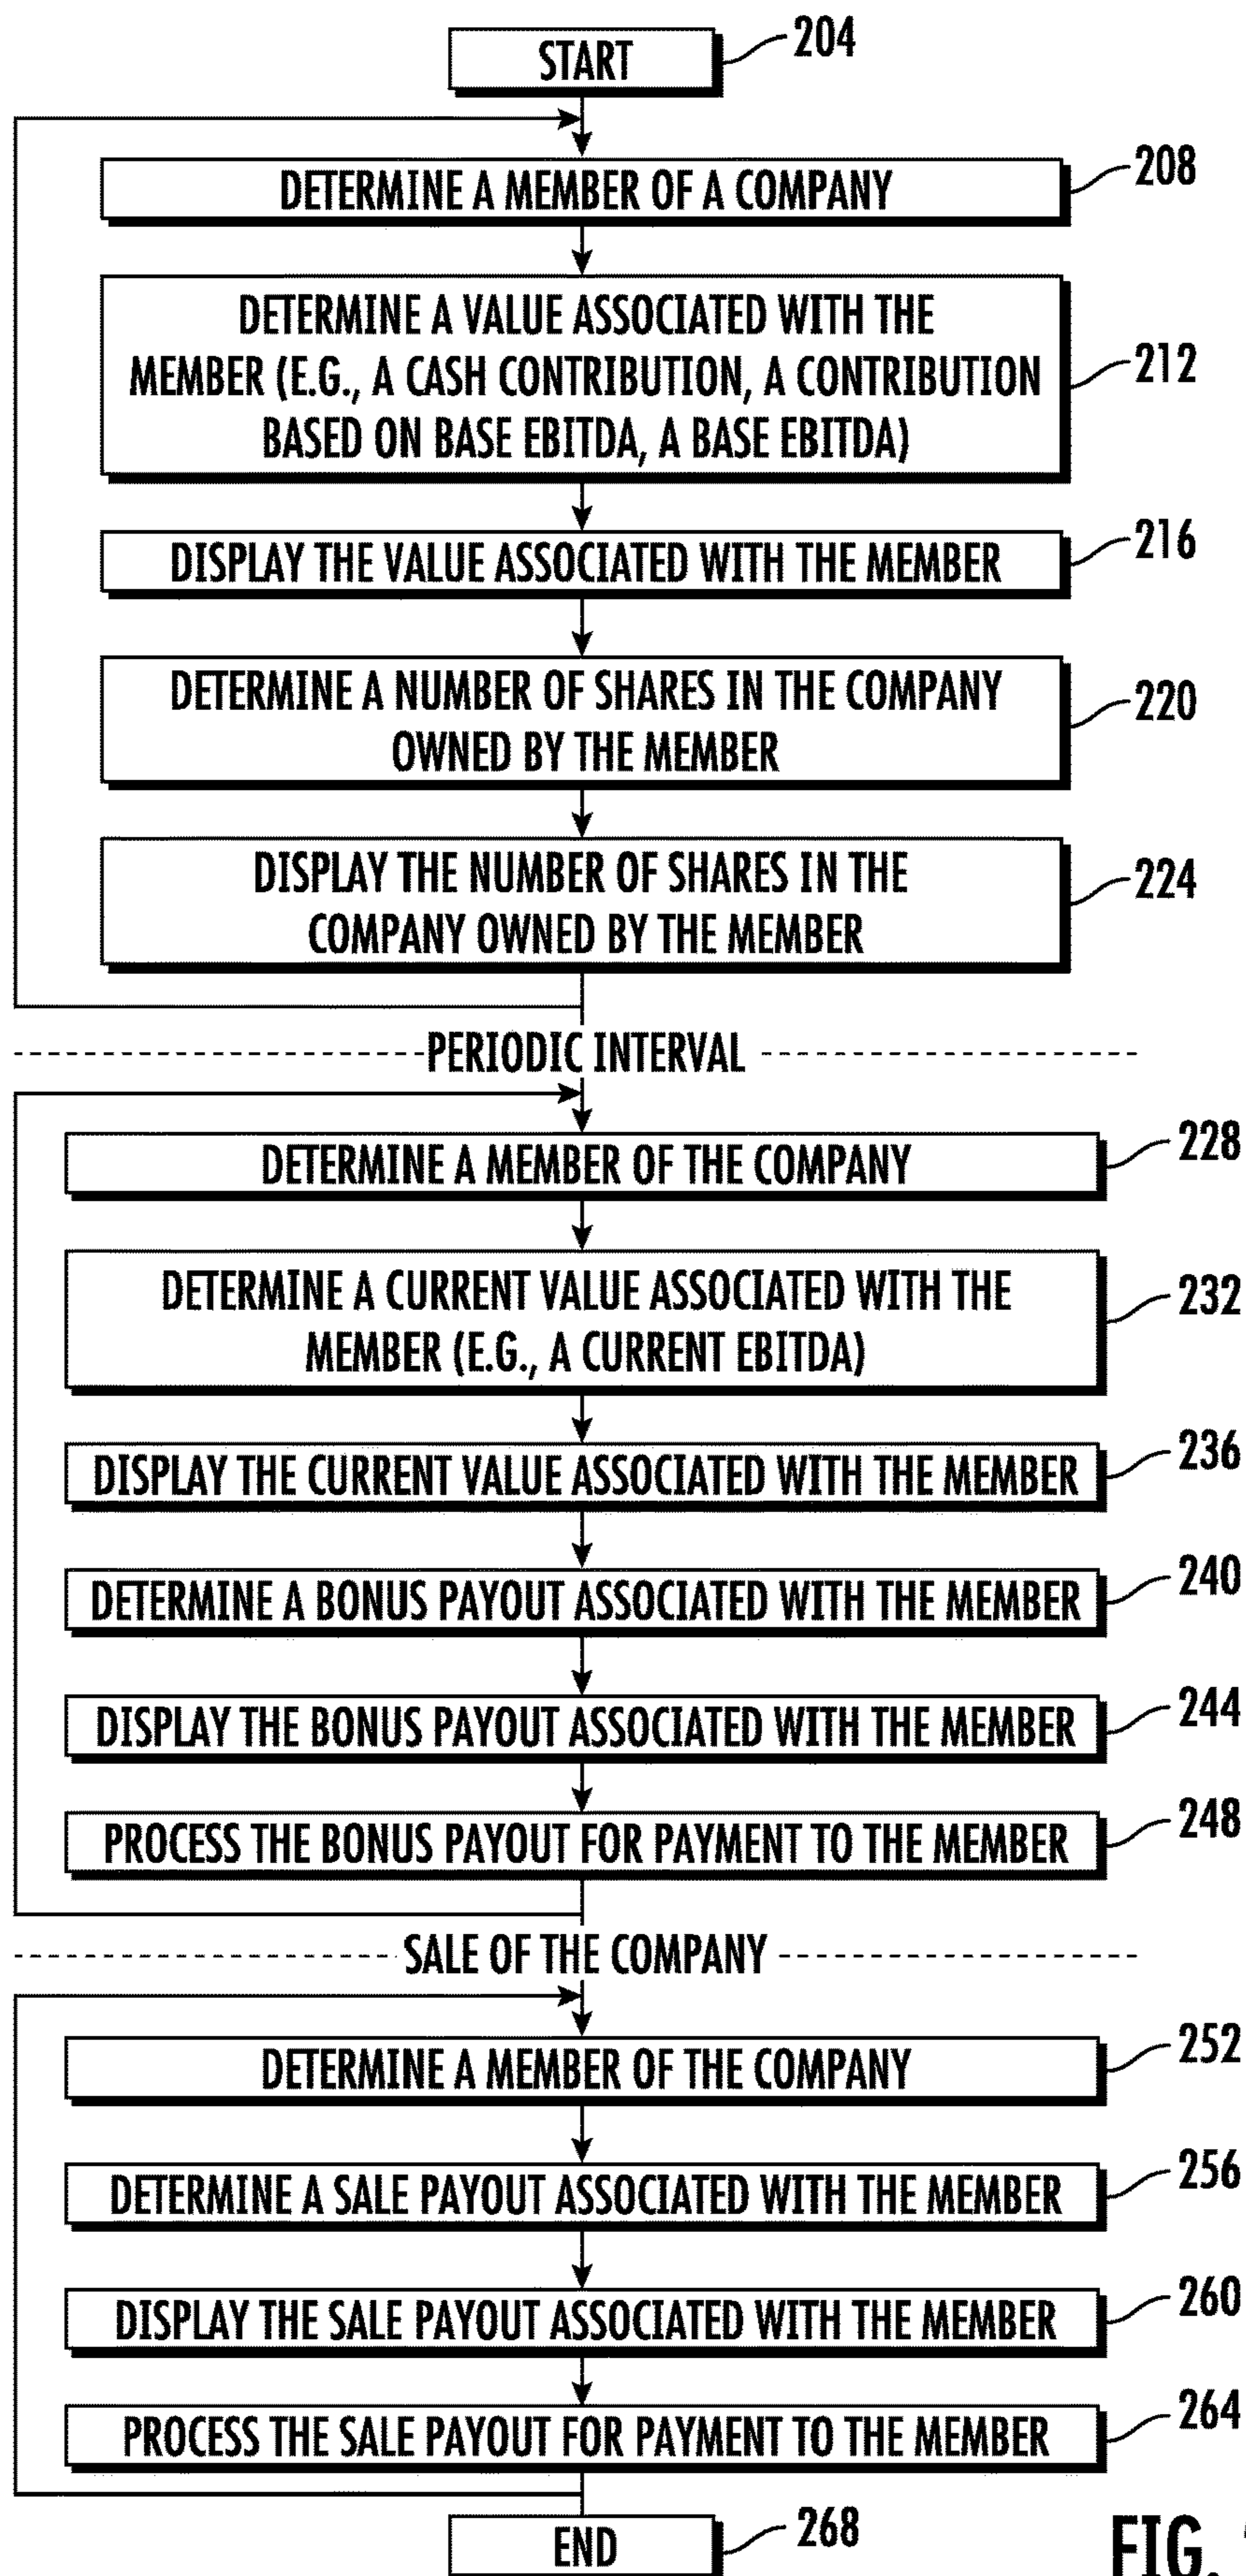 START
204
DETERMINE A MEMBER OF A COMPANY
208
DETERMINE A VALUE ASSOCIATED WITH THE
MEMBER (E.G., A CASH CONTRIBUTION, A CONTRIBUTION
BASED ON BASE EBITDA, A BASE EBITDA)
212
DISPLAY THE VALUE ASSOCIATED WITH THE MEMBER
216
DETERMINE A NUMBER OF SHARES IN THE COMPANY
OWNED BY THE MEMBER
220
DISPLAY THE NUMBER OF SHARES IN THE
COMPANY OWNED BY THE MEMBER
224
PERIODIC INTERVAL
DETERMINE A MEMBER OF THE COMPANY
228
DETERMINE A CURRENT VALUE ASSOCIATED WITH THE
MEMBER (E.G., A CURRENT EBITDA)
232
DISPLAY THE CURRENT VALUE ASSOCIATED WITH THE MEMBER
236
DETERMINE A BONUS PAYOUT ASSOCIATED WITH THE MEMBER
240
DISPLAY THE BONUS PAYOUT ASSOCIATED WITH THE MEMBER
244
PROCESS THE BONUS PAYOUT FOR PAYMENT TO THE MEMBER
248
SALE OF THE COMPANY
DETERMINE A MEMBER OF THE COMPANY
252
DETERMINE A SALE PAYOUT ASSOCIATED WITH THE MEMBER
256
DISPLAY THE SALE PAYOUT ASSOCIATED WITH THE MEMBER
260
PROCESS THE SALE PAYOUT FOR PAYMENT TO THE MEMBER
264
END
268
FIG.